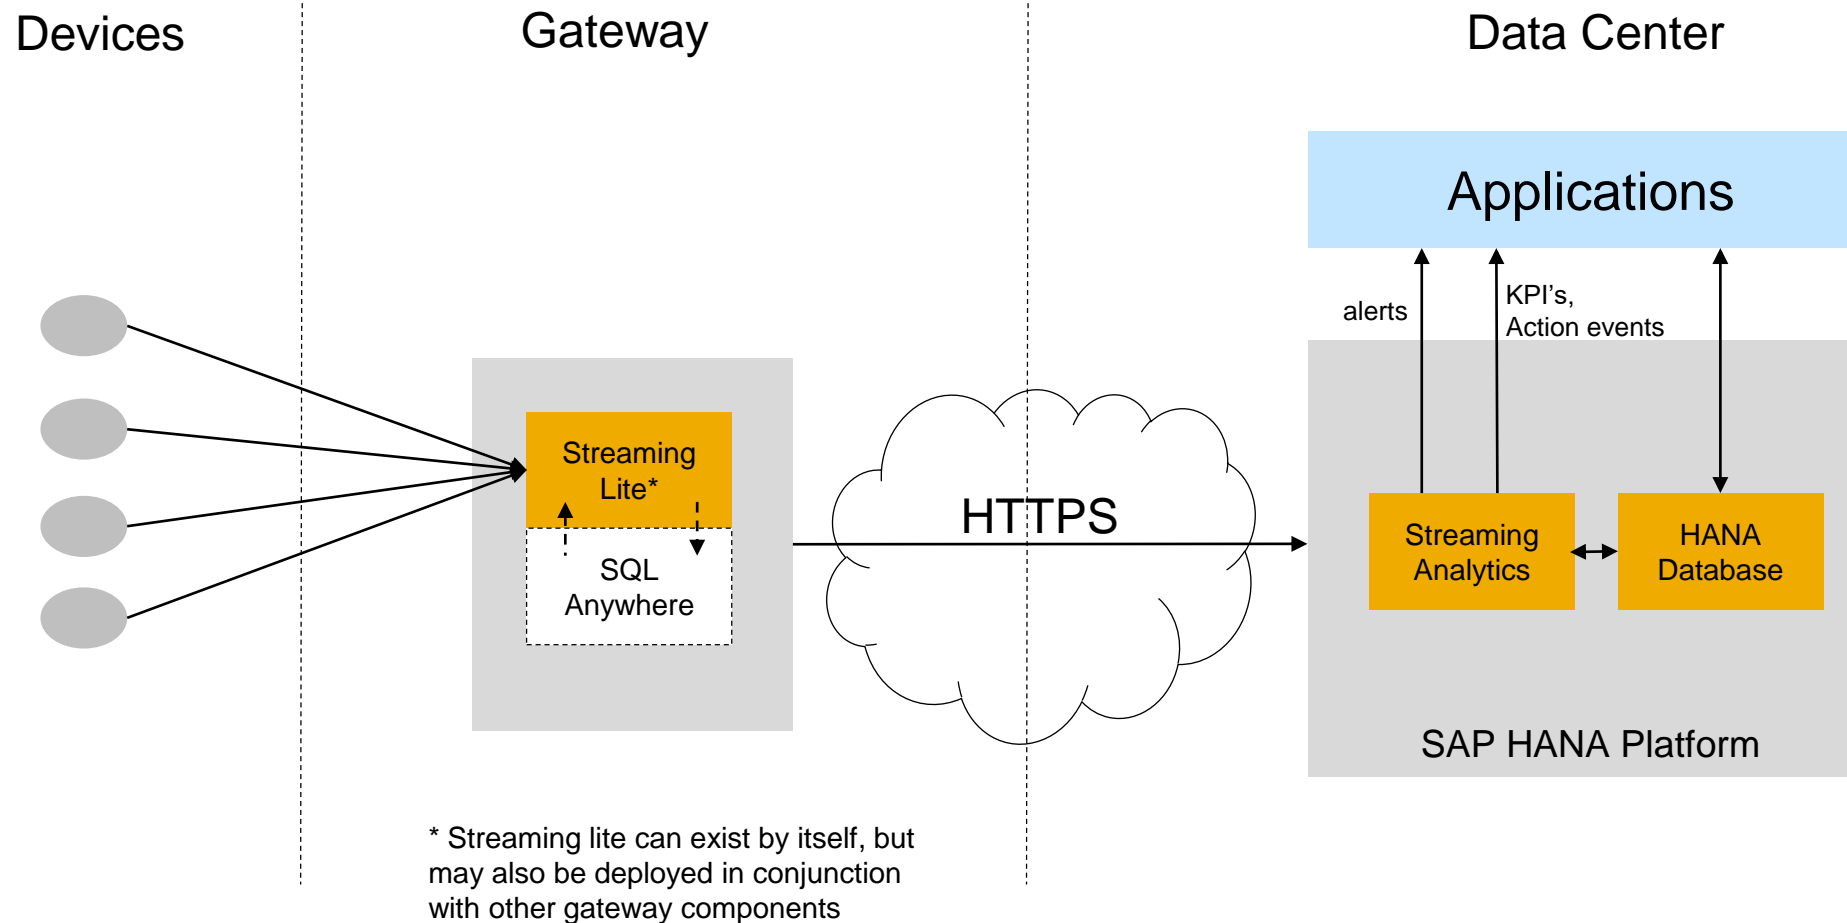 Devices
Gateway
Data Center
Applications
alerts
KPI's,
Action events
Streaming
Lite*
SQL
Anywhere
HTTPS
Streaming
Analytics
HANA
Database
SAP HANA Platform
* Streaming lite can exist by itself, but
may also be deployed in conjunction
with other gateway components